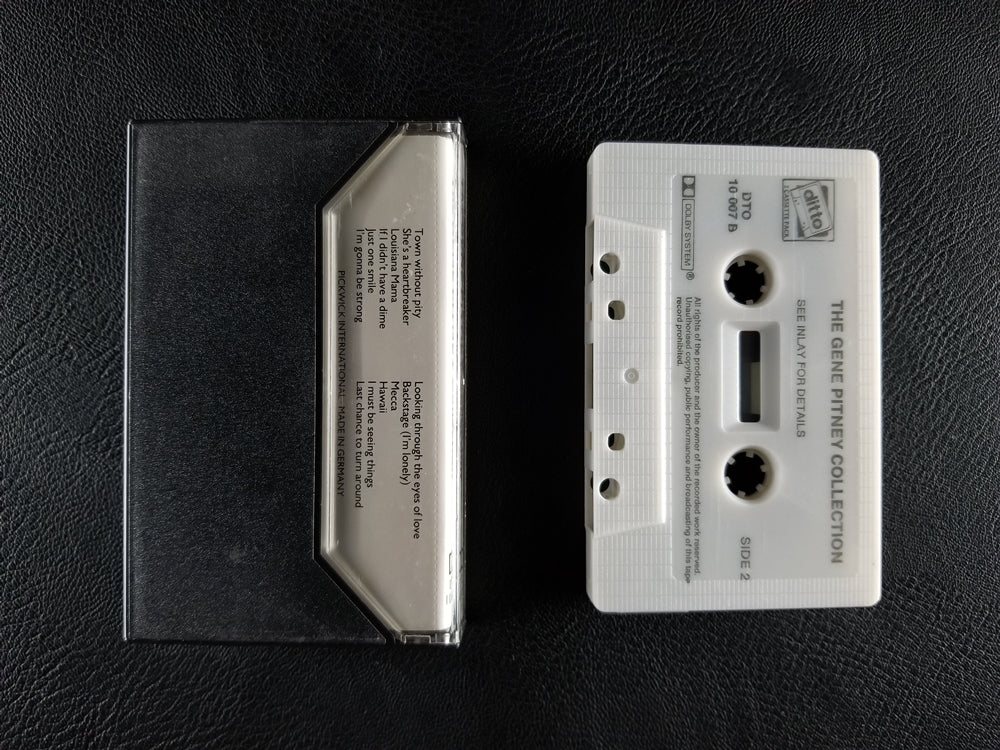 Town without pity
She's a heartbreaker
Louisiana Mama
If I didn't have a dime
Just one smile
I'm gonna be strong
Looking through the eyes of love
Backstage (I'm lonely)
Mecca
Hawaii
I must be seeing things
Last chance to turn around
PICKWICK INTERNATIONAL MADE IN GERMANY
THE GENE PITNEY COLLECTION
SEE INLAY FOR DETAILS
ditto
2 CASSETTE PACK
DTO
10 007 B
SIDE 2
DOLBY SYSTEM ®
All rights of the producer and the owner of the recorded work reserved.
Unauthorised copying, public performance and broadcasting of this tape
record prohibited.